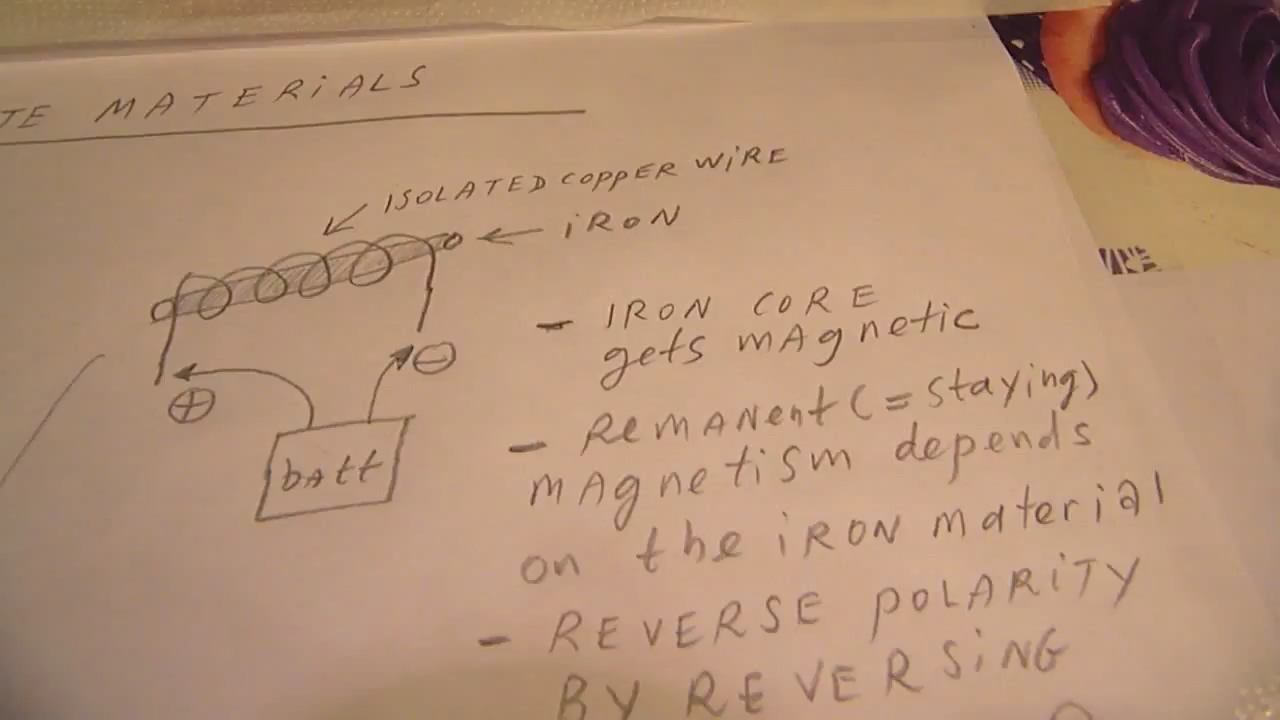 TE MATERIALS
ISOLATED COPPER WIRE
IRON
- IRON CORE
gets magnetic
+
-
batt
- Remanent (= staying)
magnetism depends
on the iron material
- REVERSE POLARITY
BY REVERSING